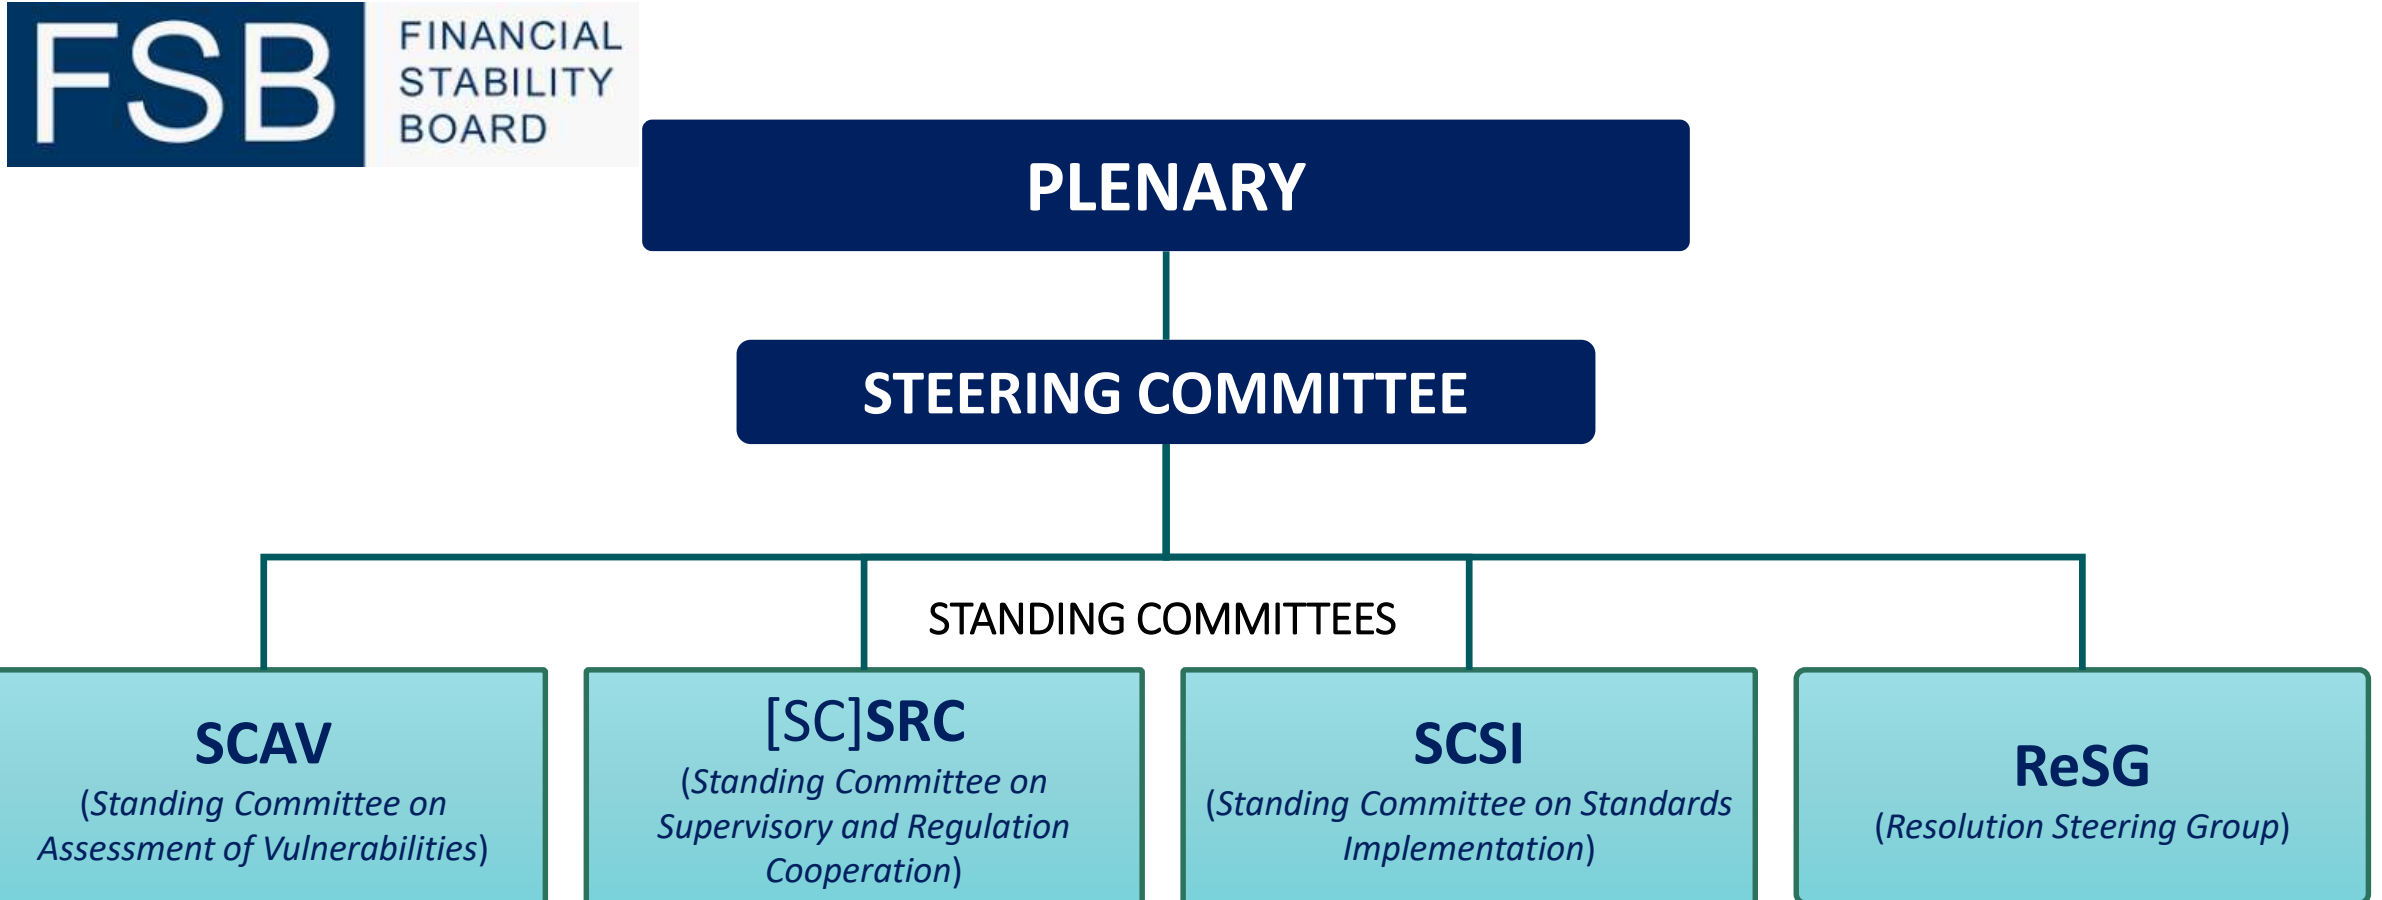 FSB
FINANCIAL
STABILITY
BOARD
PLENARY
STEERING COMMITTEE
STANDING COMMITTEES
SCAV
(Standing Committee on
Assessment of Vulnerabilities)
[SC]SRC
(Standing Committee on
Supervisory and Regulation
Cooperation)
SCSI
(Standing Committee on Standards
Implementation)
ReSG
(Resolution Steering Group)